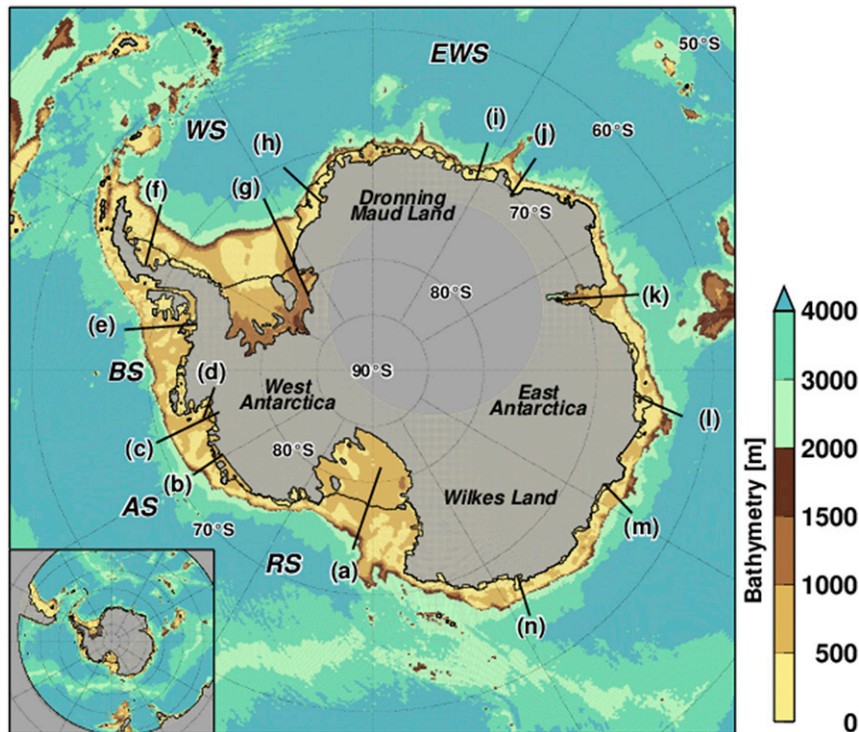 EWS
50°S
WS
60°S
(h)
(i)
(j)
(f)
(g)
Dronning
Maud Land
70°S
80°S
(k)
(e)
BS
(d)
90°S
West
Antarctica
East
Antarctica
(c)
(l)
80°S
(b)
Wilkes Land
AS
70°S
(m)
RS
(a)
(n)
Bathymetry [m]
4000
3000
2000
1500
1000
500
0